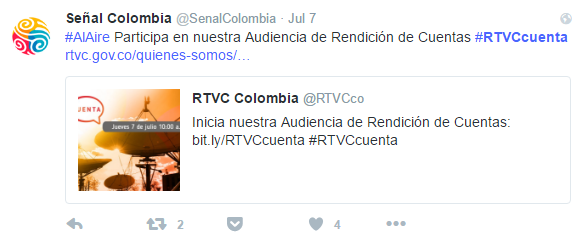 Señal Colombia @SenalColombia · Jul 7
#AlAire Participa en nuestra Audiencia de Rendición de Cuentas #RTVCcuenta
rtvc.gov.co/quienes-somos/…
RTVC Colombia @RTVCco
Inicia nuestra Audiencia de Rendición de Cuentas:
bit.ly/RTVCcuenta #RTVCcuenta
UENTA
Jueves 7 de julio 10:00 a.
2
4